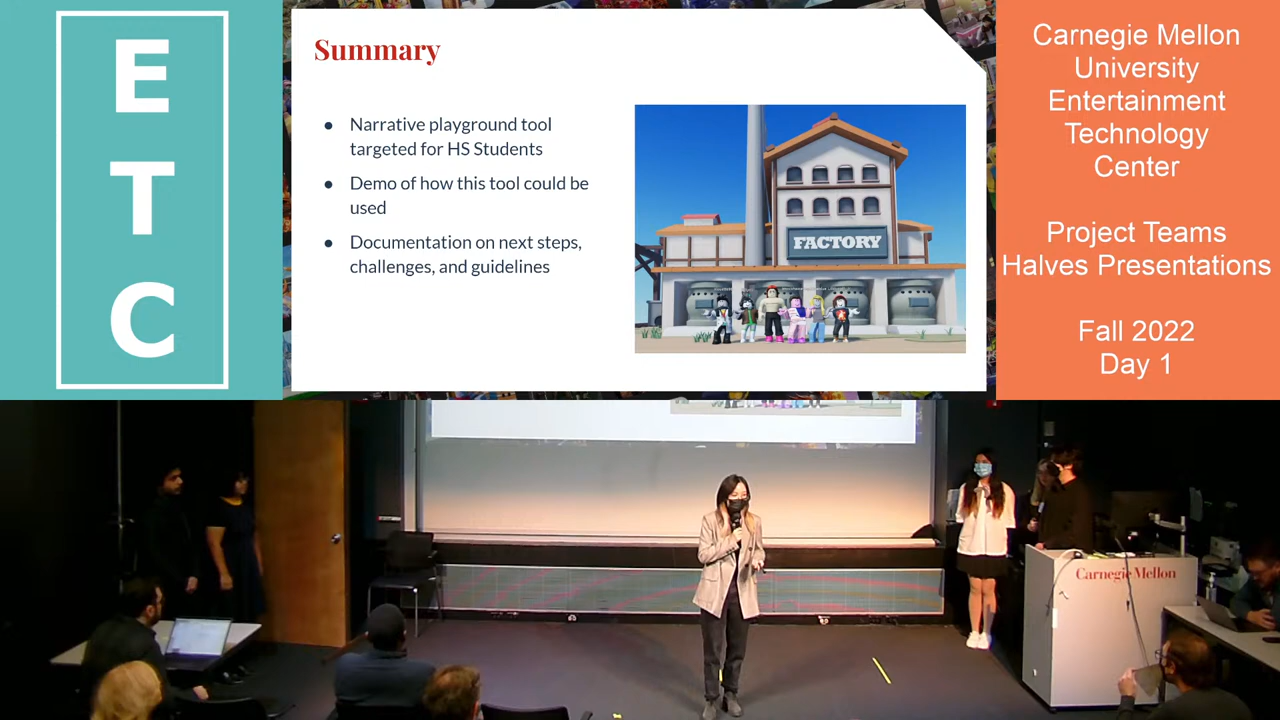 E
T
C
Summary
● Narrative playground tool
targeted for HS Students
● Demo of how this tool could be
used
● Documentation on next steps,
challenges, and guidelines
FACTORY
Carnegie Mellon
University
Entertainment
Technology
Center
Project Teams
Halves Presentations
Fall 2022
Day 1
Carnegie Mellon